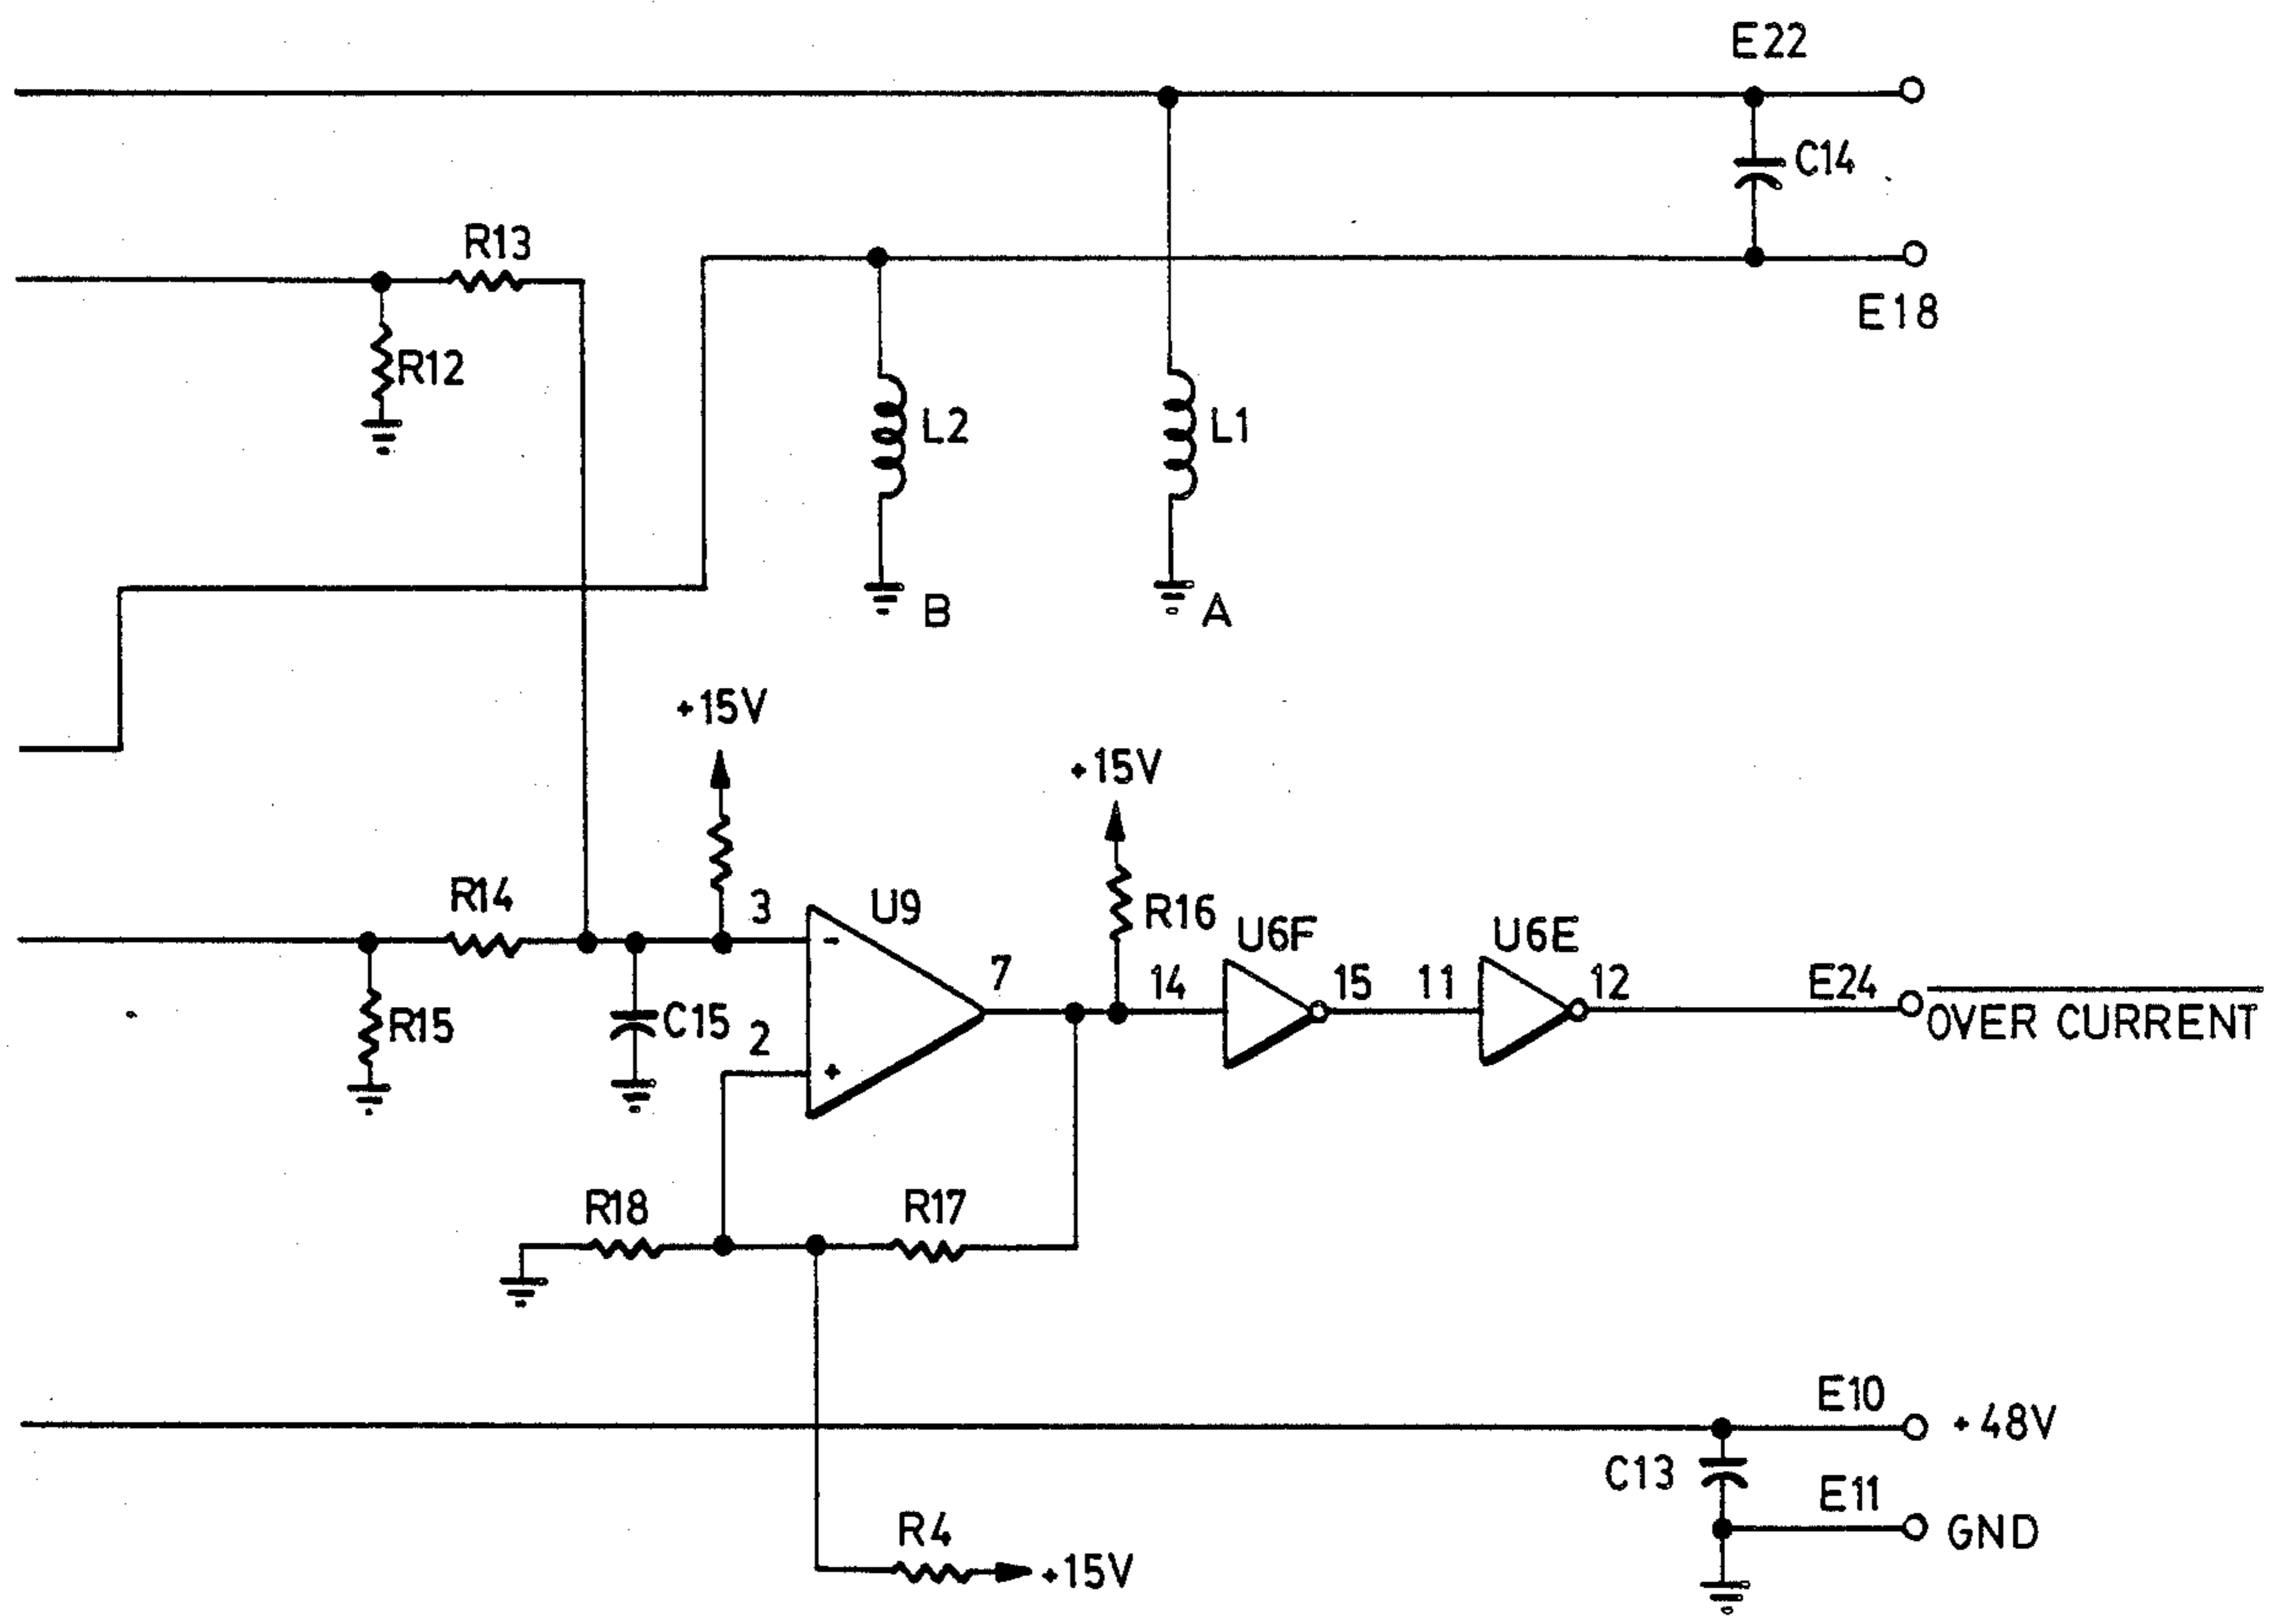 E22
C14
R13
E18
R12
L2
L1
B
A
+15V
+15V
R14
3
U9
R16
U6F
U6E
7
14
15
11
12
E24
OVER CURRENT
R15
C15
2
+
-
R18
R17
E10
+48V
C13
E11
GND
R4
+15V